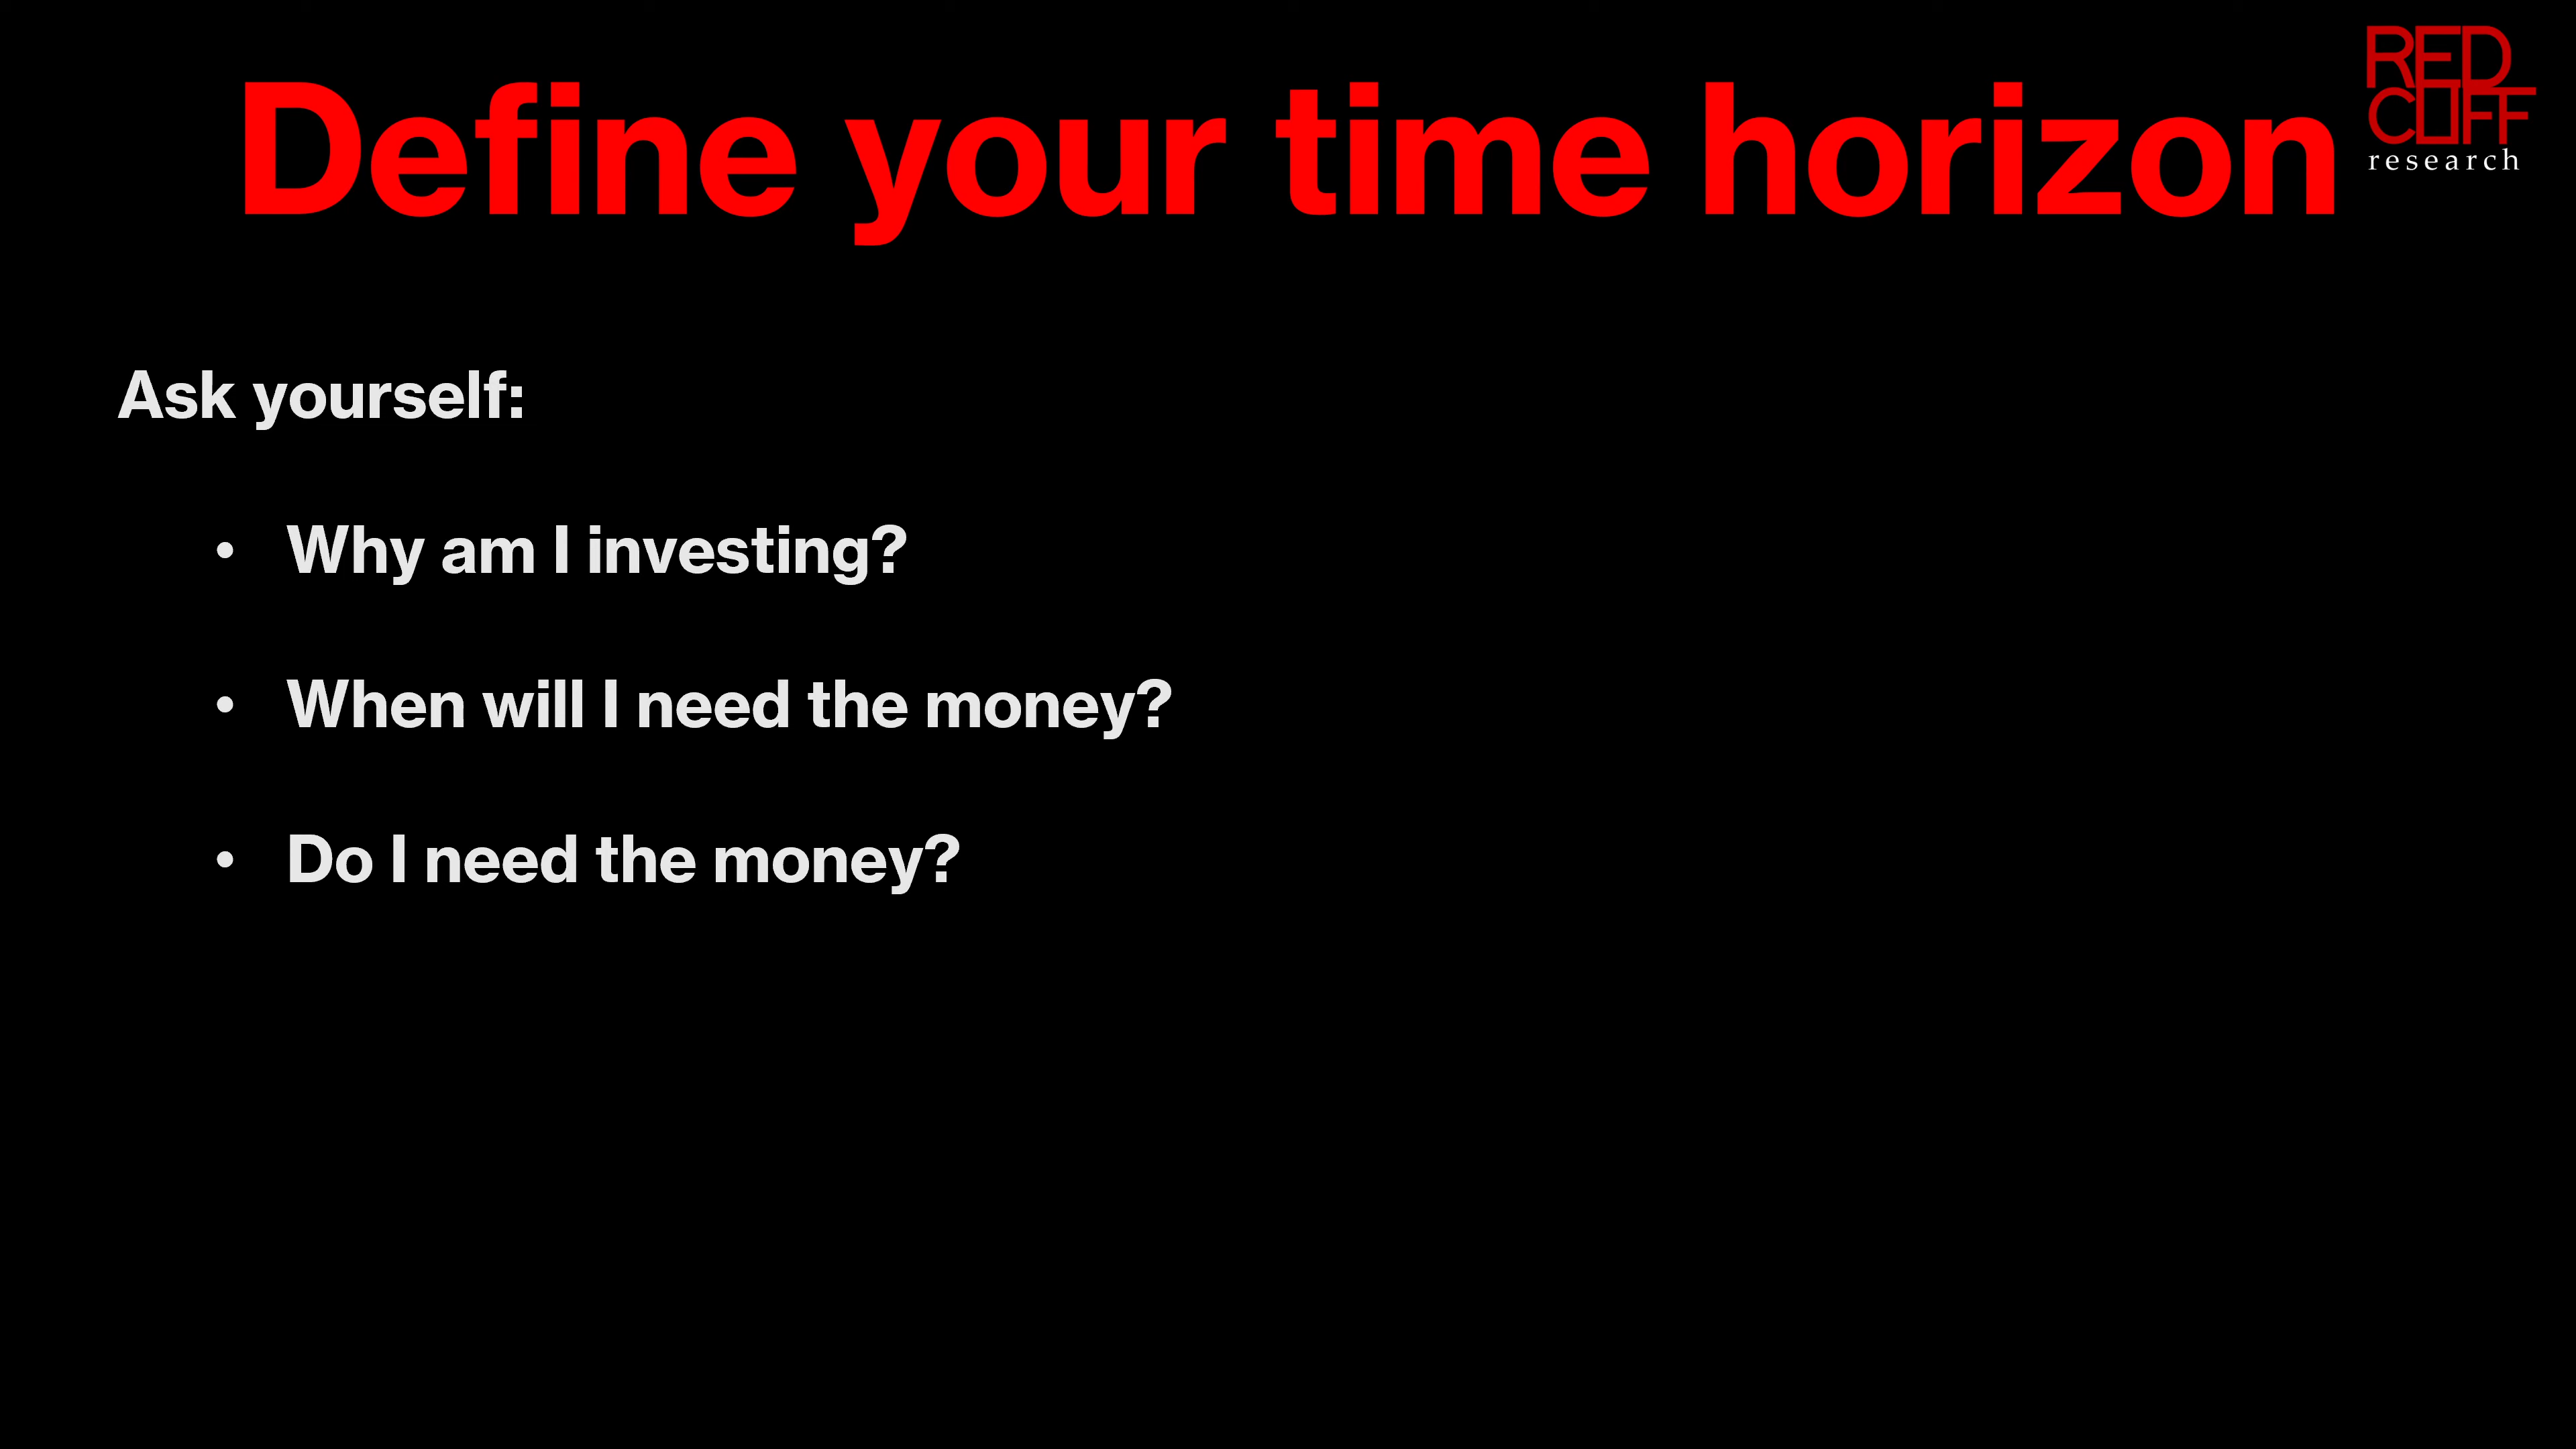 Define your time horizon
RED
CLIFF
research
Ask yourself:
• Why am I investing?
• When will I need the money?
• Do I need the money?